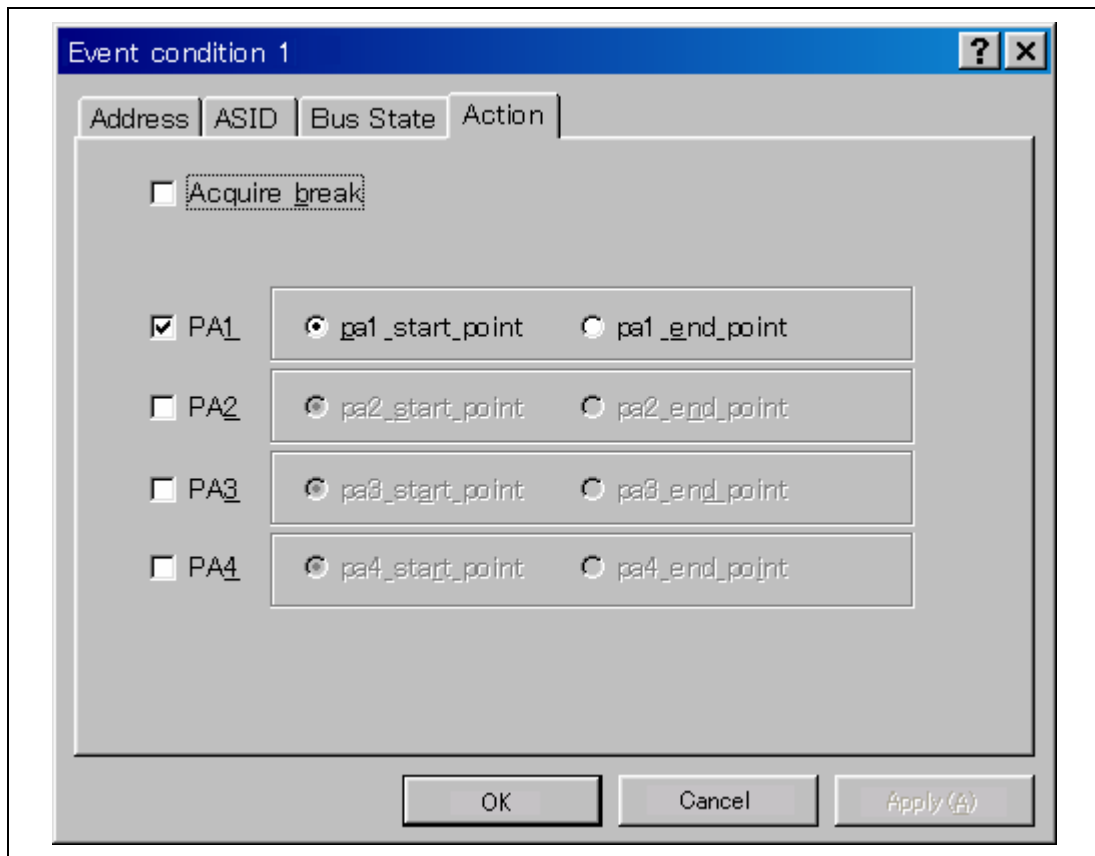 Event condition 1
Address ASID Bus State Action
Acquire break
PA1 pa1_start_point pa1_end_point
PA2 pa2_start_point pa2_end_point
PA3 pa3_start_point pa3_end_point
PA4 pa4_start_point pa4_end_point
OK Cancel Apply(A)